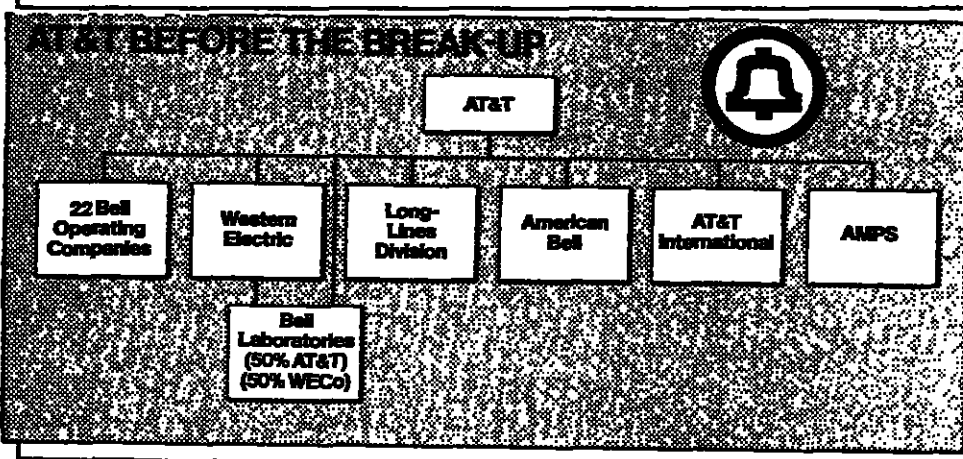 AT&T BEFORE THE BREAK-UP
AT&T
22 Bell
Operating
Companies
Western
Electric
Long-
Lines
Division
American
Bell
AT&T
International
AMPS
Bell
Laboratories
(50% AT&T)
(50% WECo)